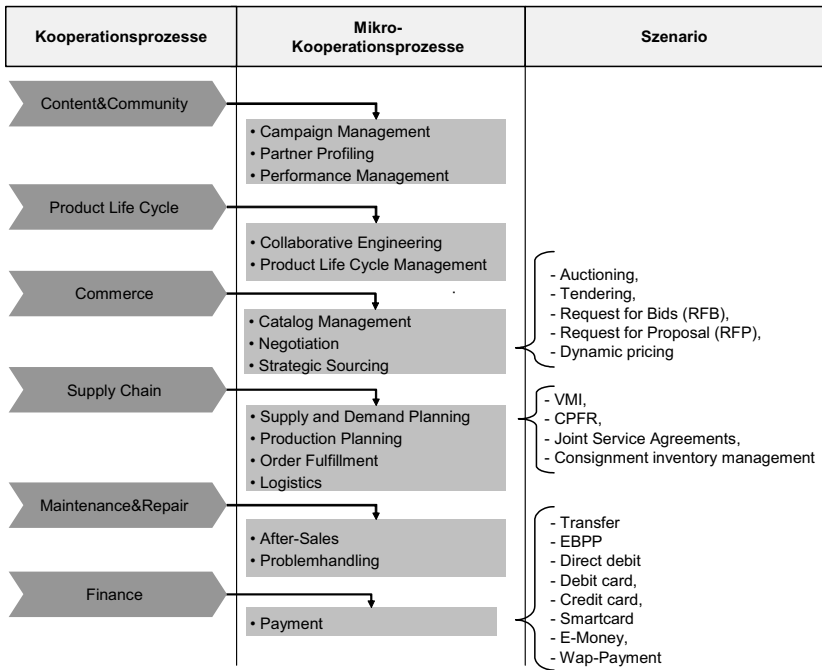 Kooperationsprozesse
Mikro-
Kooperationsprozesse
Szenario
Content&Community
• Campaign Management
• Partner Profiling
• Performance Management
Product Life Cycle
• Collaborative Engineering
• Product Life Cycle Management
Commerce
• Catalog Management
• Negotiation
• Strategic Sourcing
- Auctioning,
- Tendering,
- Request for Bids (RFB),
- Request for Proposal (RFP),
- Dynamic pricing
Supply Chain
• Supply and Demand Planning
• Production Planning
• Order Fulfillment
• Logistics
- VMI,
- CPFR,
- Joint Service Agreements,
- Consignment inventory management
Maintenance&Repair
• After-Sales
• Problemhandling
Finance
• Payment
- Transfer
- EBPP
- Direct debit
- Debit card,
- Credit card,
- Smartcard
- E-Money,
- Wap-Payment